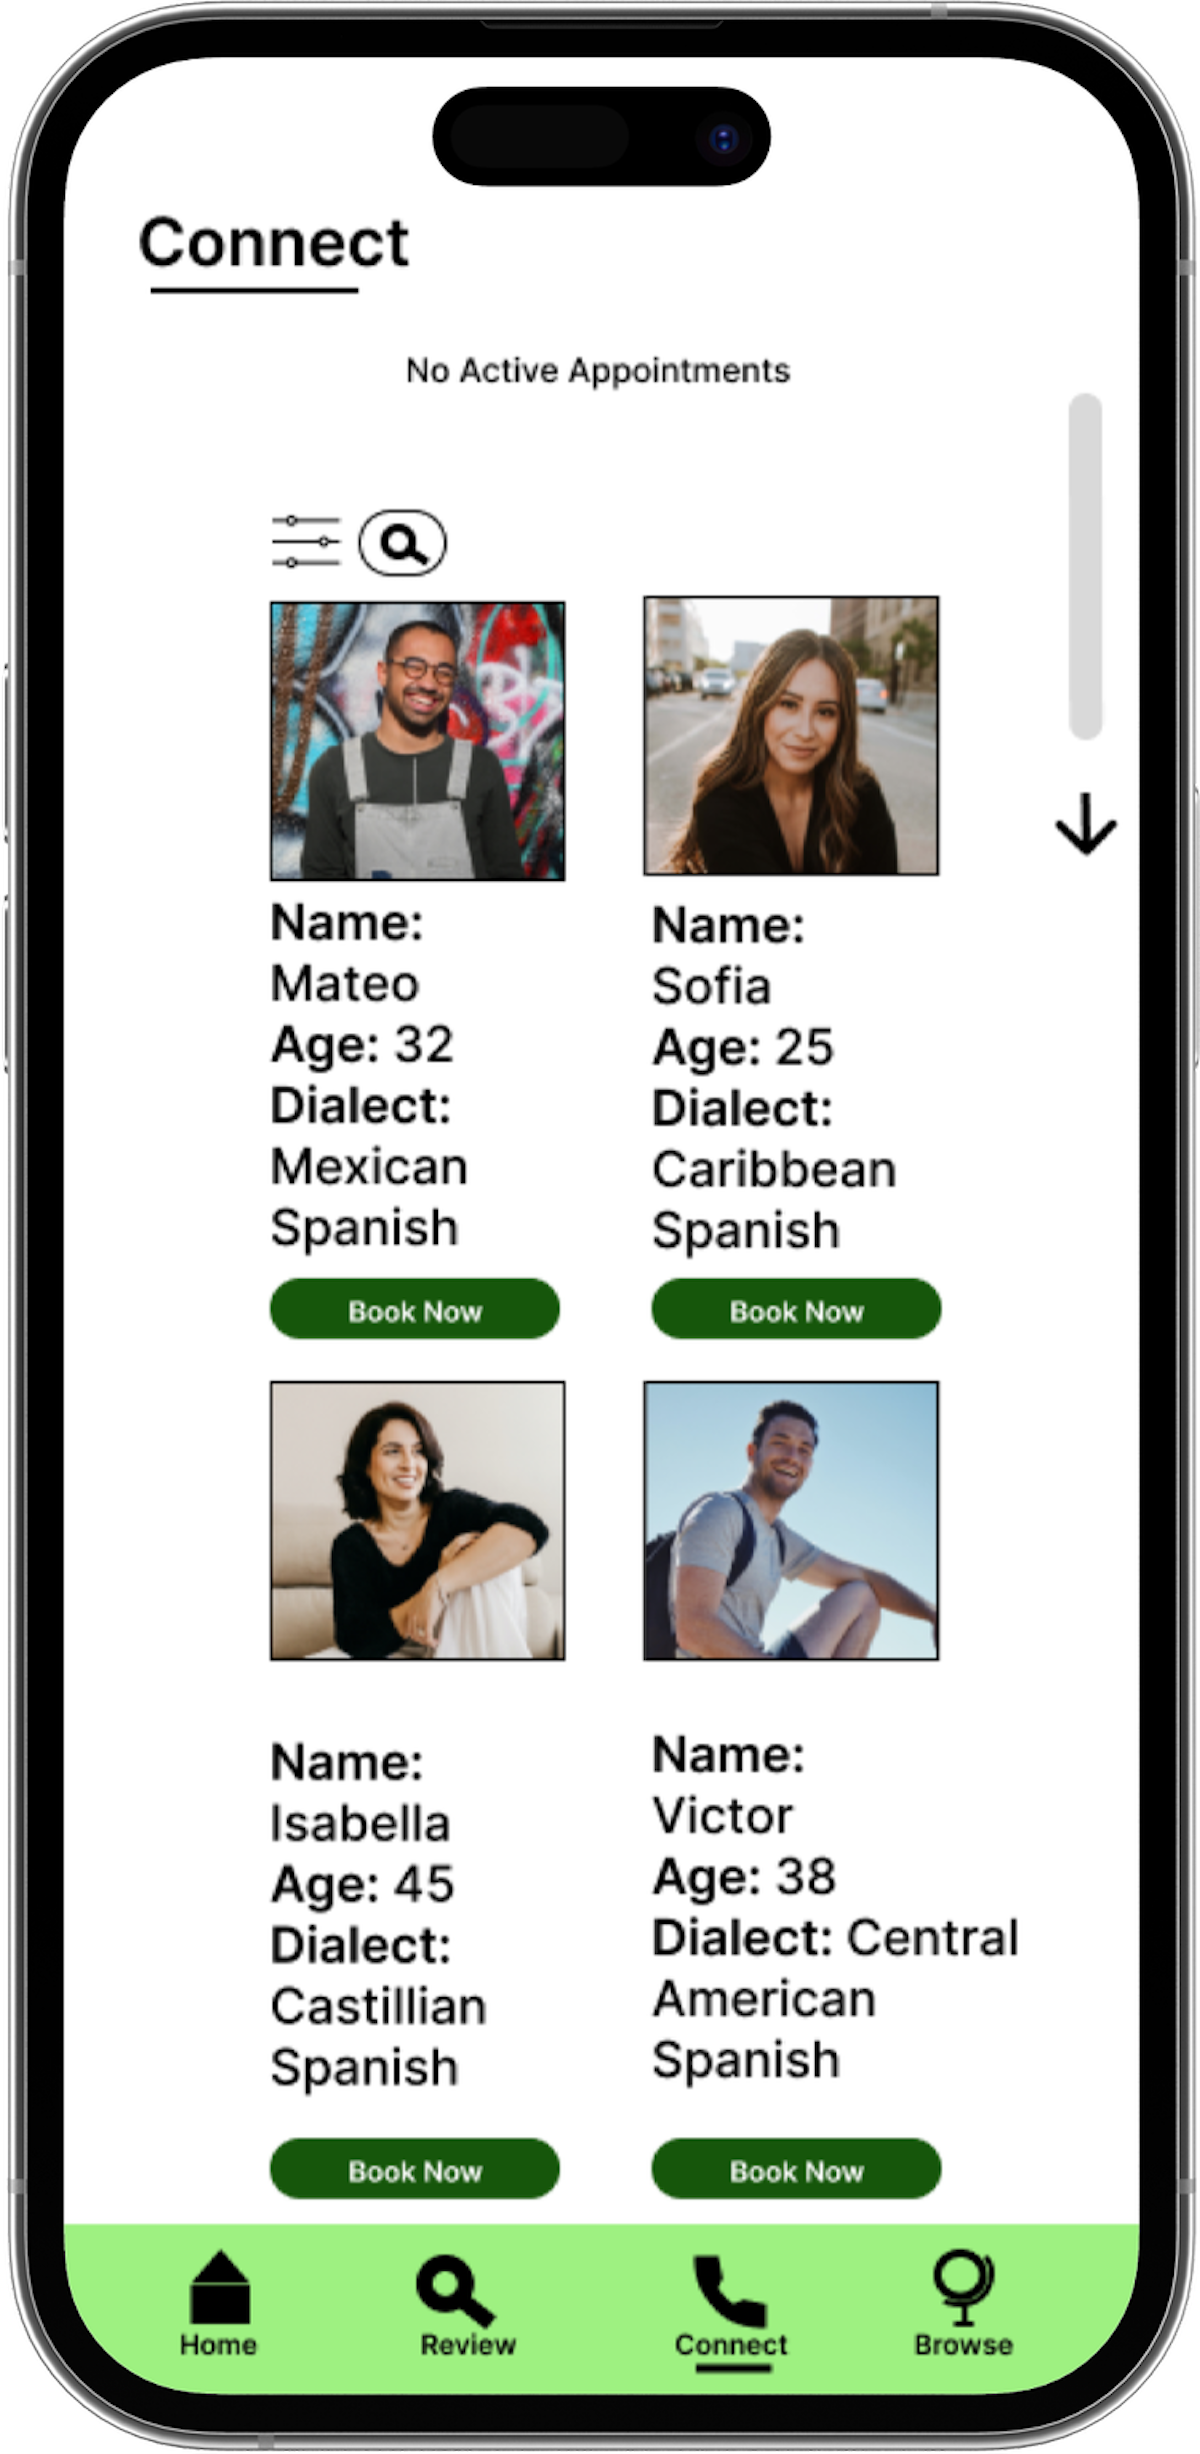 Connect
No Active Appointments
Name:
Mateo
Age: 32
Dialect:
Mexican
Spanish
Book Now
Name:
Sofia
Age: 25
Dialect:
Caribbean
Spanish
Book Now
Name:
Isabella
Age: 45
Dialect:
Castillian
Spanish
Book Now
Name:
Victor
Age: 38
Dialect: Central
American
Spanish
Book Now
Home
Review
Connect
Browse